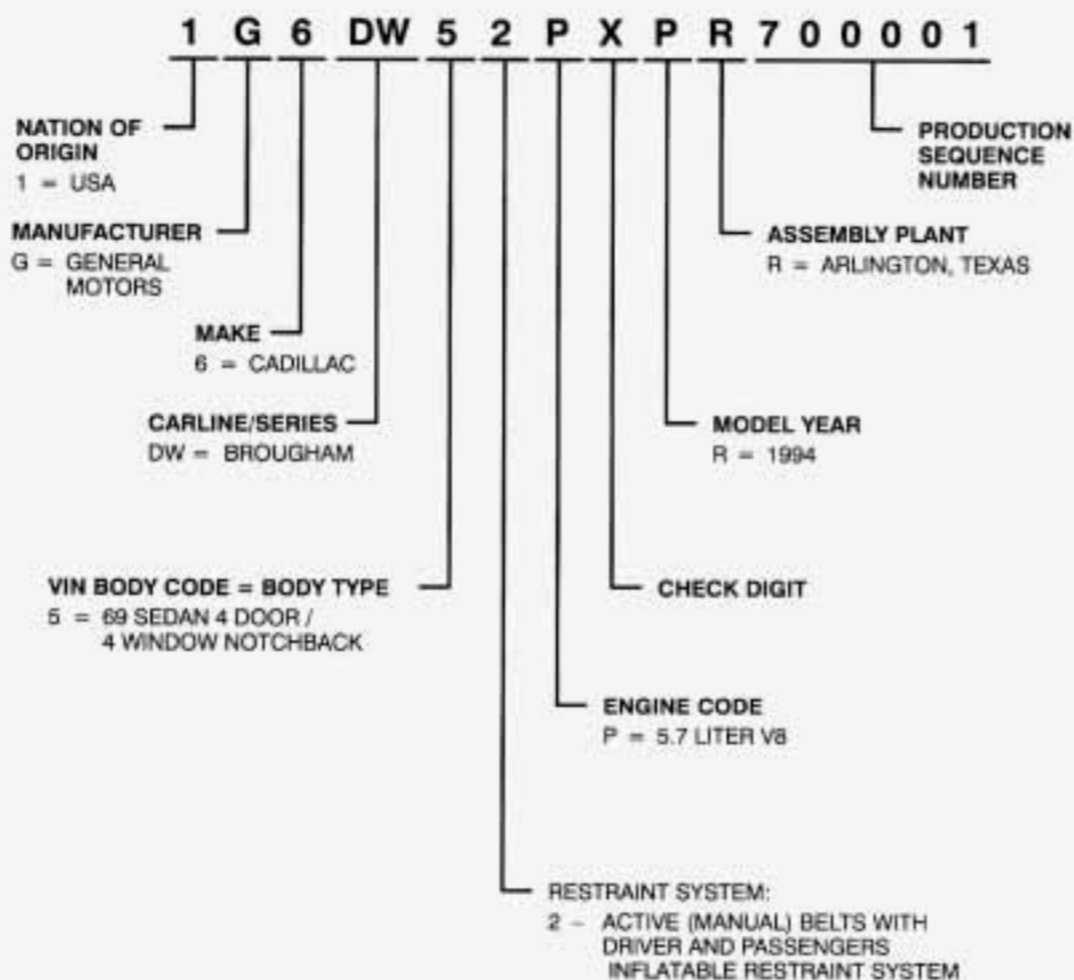 1 G 6 DW 5 2 P X P R 7 0 0 0 0 1
NATION OF
ORIGIN
1 = USA
PRODUCTION
SEQUENCE
NUMBER
MANUFACTURER
G = GENERAL
MOTORS
ASSEMBLY PLANT
R = ARLINGTON, TEXAS
MAKE
6 = CADILLAC
CARLINE/SERIES
DW = BROUGHAM
MODEL YEAR
R = 1994
VIN BODY CODE = BODY TYPE
5 = 69 SEDAN 4 DOOR /
4 WINDOW NOTCHBACK
CHECK DIGIT
ENGINE CODE
P = 5.7 LITER V8
RESTRAINT SYSTEM:
2 – ACTIVE (MANUAL) BELTS WITH
DRIVER AND PASSENGERS
INFLATABLE RESTRAINT SYSTEM